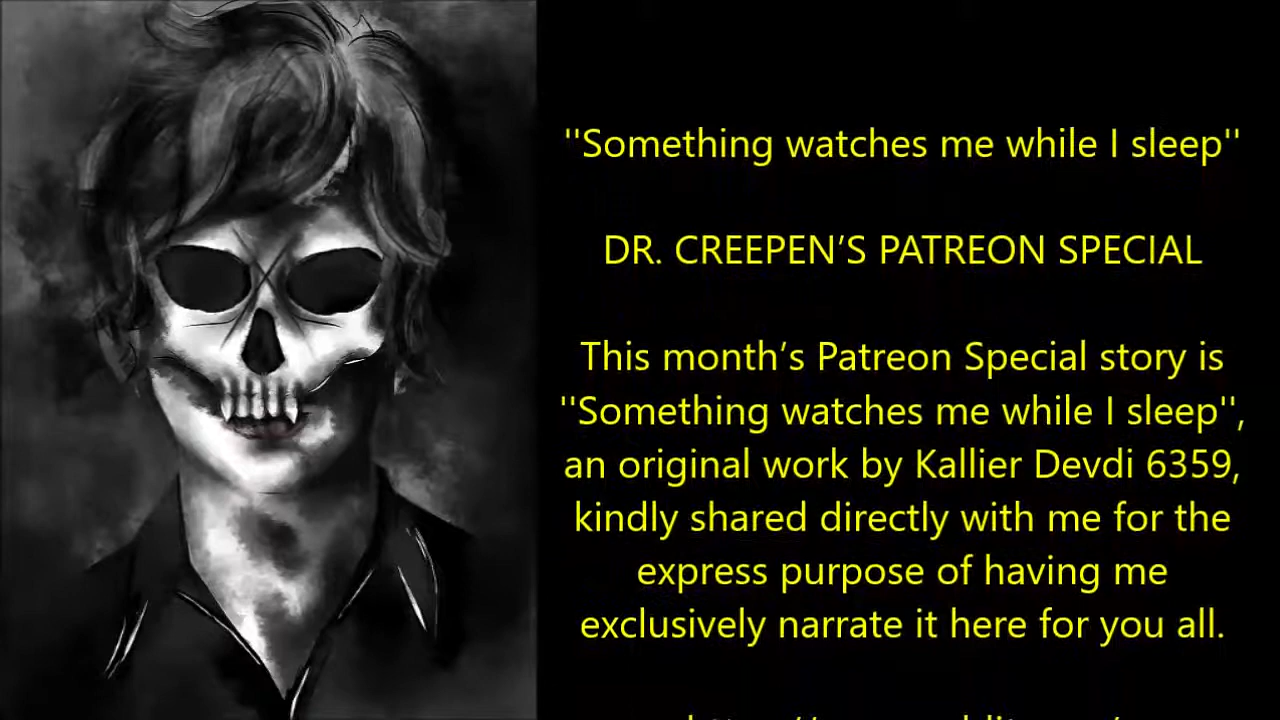 ''Something watches me while I sleep''
DR. CREEPEN’S PATREON SPECIAL
This month’s Patreon Special story is
''Something watches me while I sleep'',
an original work by Kallier Devdi 6359,
kindly shared directly with me for the
express purpose of having me
exclusively narrate it here for you all.